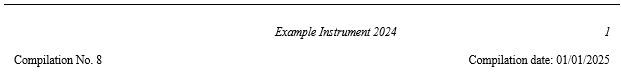 Example Instrument 2024 1
Compilation No. 8 Compilation date: 01/01/2025